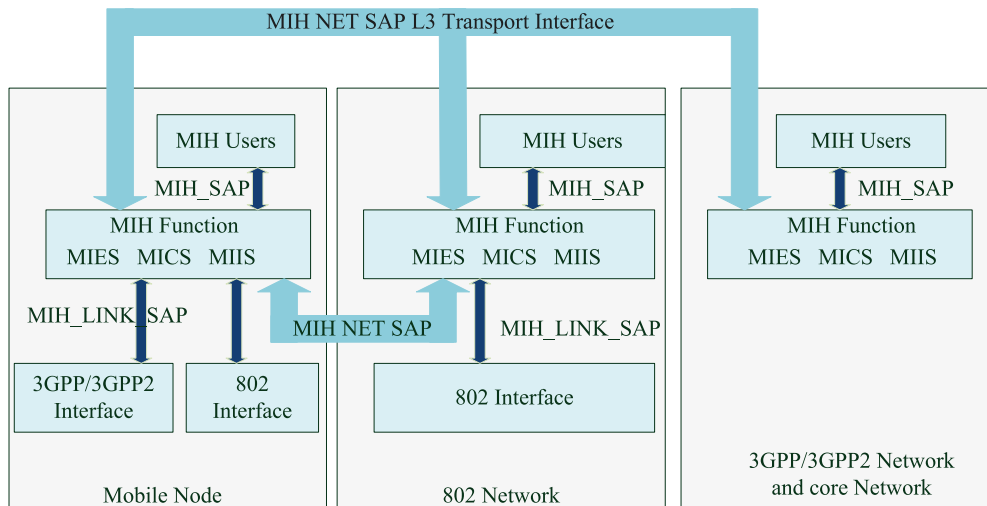 MIH NET SAP L3 Transport Interface
MIH Users
MIH_SAP
MIH Function
MIES MICS MIIS
MIH_LINK_SAP
3GPP/3GPP2
Interface
802
Interface
Mobile Node
MIH NET SAP
MIH Users
MIH_SAP
MIH Function
MIES MICS MIIS
MIH_LINK_SAP
802 Interface
802 Network
MIH Users
MIH_SAP
MIH Function
MIES MICS MIIS
3GPP/3GPP2 Network
and core Network